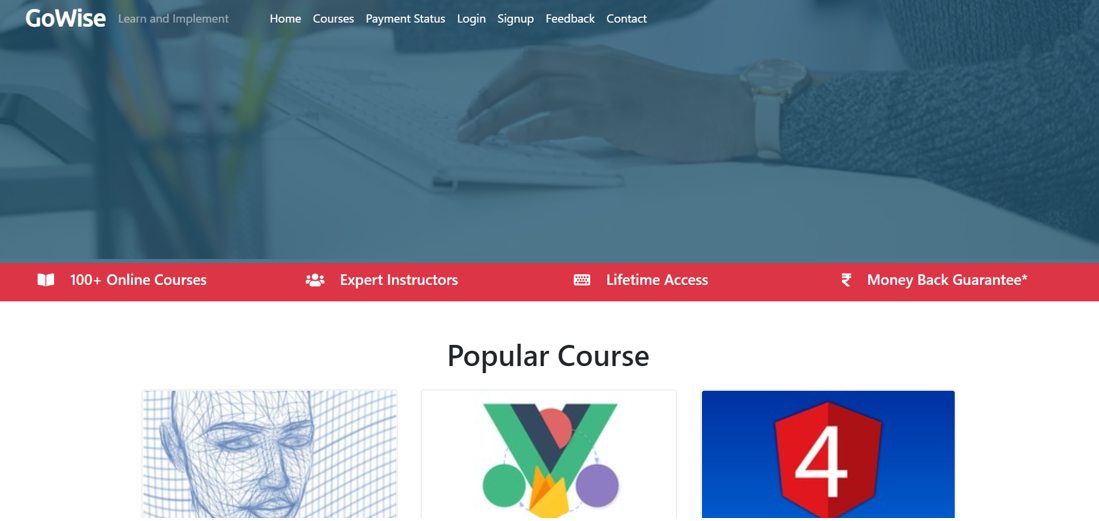 GoWise Learn and Implement Home Courses Payment Status Login Signup Feedback Contact
100+ Online Courses Expert Instructors Lifetime Access ₹ Money Back Guarantee*
Popular Course
4